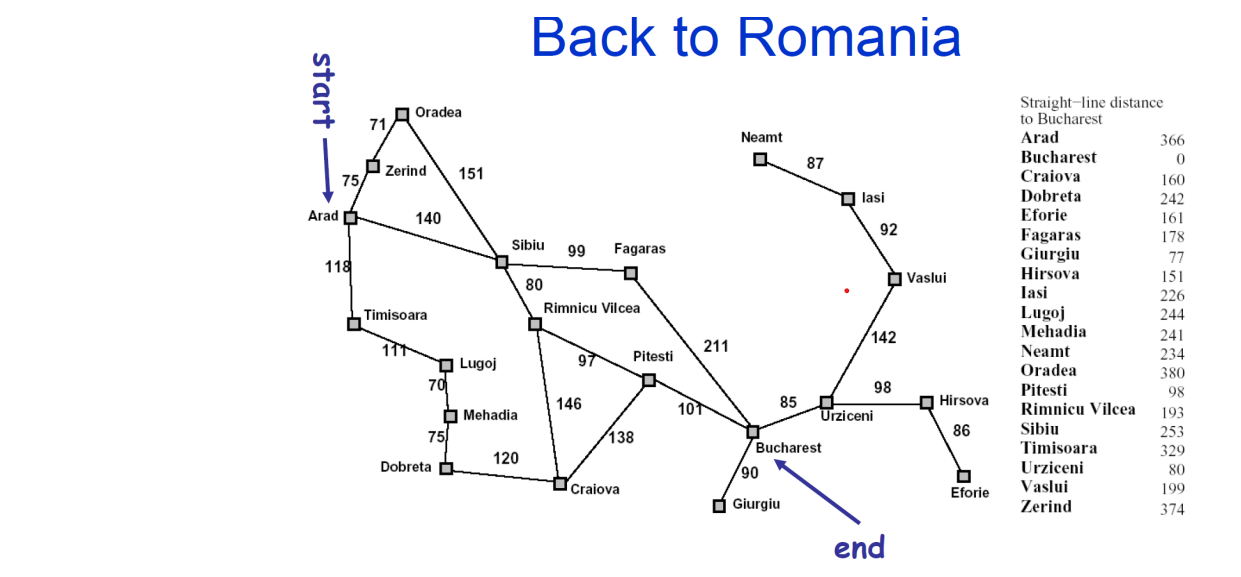 Back to Romania
start
Oradea
71
Zerind
151
75
Arad
140
Sibiu
99
Fagaras
118
80
Timisoara
Rimnicu Vilcea
111
Lugoj
97
Pitesti
211
70
Mehadia
146
101
75
138
Dobreta
120
Craiova
Bucharest
90
Giurgiu
85
Urziceni
Neamt
87
Iasi
92
Vaslui
142
98
Hirsova
86
Eforie
end
Straight-line distance
to Bucharest
Arad 366
Bucharest 0
Craiova 160
Dobreta 242
Eforie 161
Fagaras 178
Giurgiu 77
Hirsova 151
Iasi 226
Lugoj 244
Mehadia 241
Neamt 234
Oradea 380
Pitesti 98
Rimnicu Vilcea 193
Sibiu 253
Timisoara 329
Urziceni 80
Vaslui 199
Zerind 374